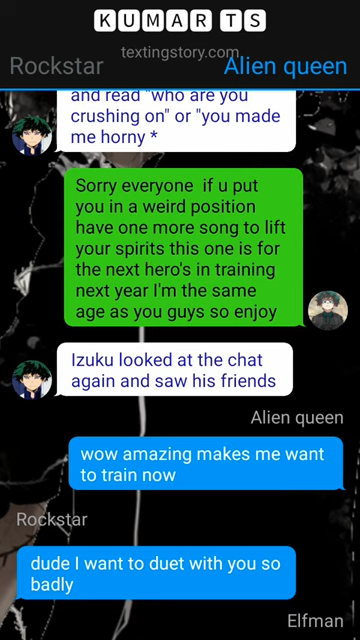 KUMAR TS
textingstory.com
Rockstar
Alien queen
and read "who are you
crushing on" or "you made
me horny *
Sorry everyone if u put
you in a weird position
have one more song to lift
your spirits this one is for
the next hero's in training
next year I'm the same
age as you guys so enjoy
Izuku looked at the chat
again and saw his friends
Alien queen
wow amazing makes me want
to train now
Rockstar
dude I want to duet with you so
badly
Elfman